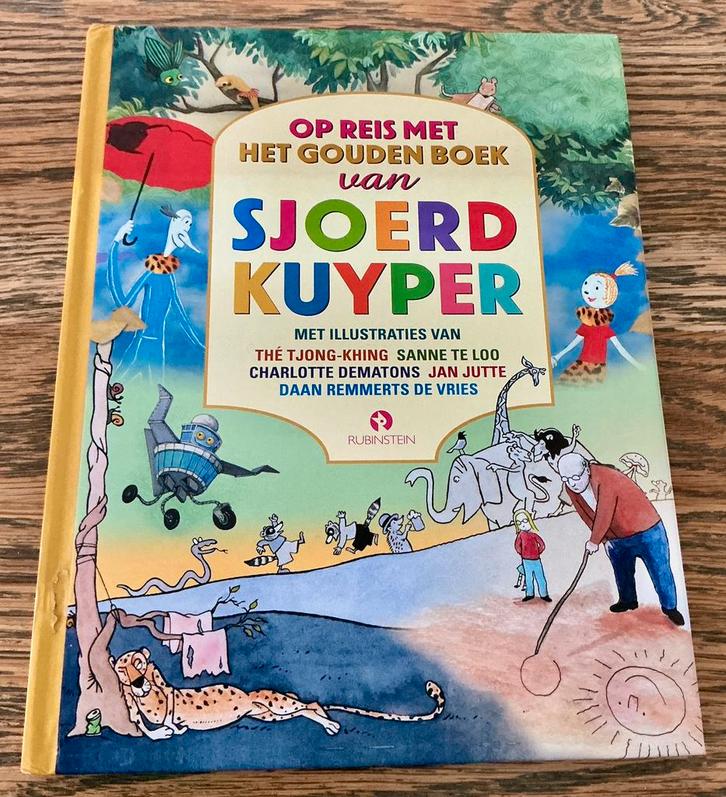 OP REIS MET
HET GOUDEN BOEK
van
SJOERD
KUYPER
MET ILLUSTRATIES VAN
THÉ TJONG-KHING SANNE TE LOO
CHARLOTTE DEMATONS JAN JUTTE
DAAN REMMERTS DE VRIES
RUBINSTEIN